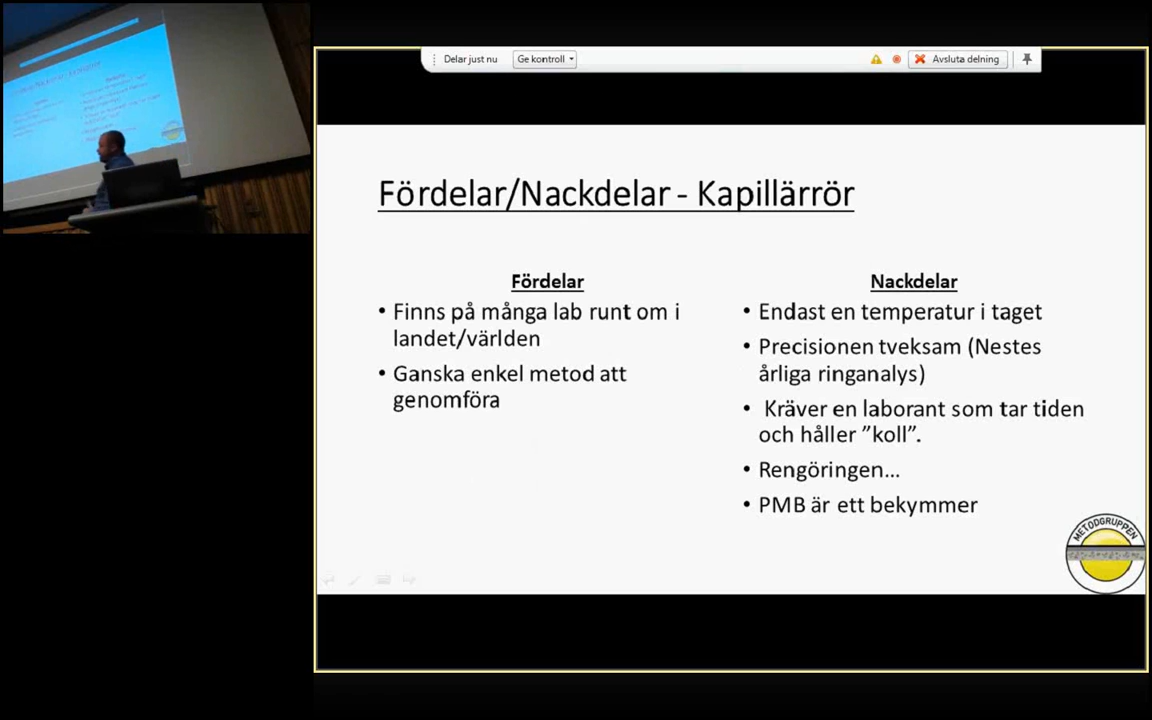 Delar just nu
Ge kontroll
Avsluta delning
Fördelar/Nackdelar - Kapillärrör
Fördelar
• Finns på många lab runt om i
landet/världen
• Ganska enkel metod att
genomföra
Nackdelar
• Endast en temperatur i taget
• Precisionen tveksam (Nestes
årliga ringanalys)
• Kräver en laborant som tar tiden
och håller ”koll”.
• Rengöringen...
• PMB är ett bekymmer
METODGRUPPEN